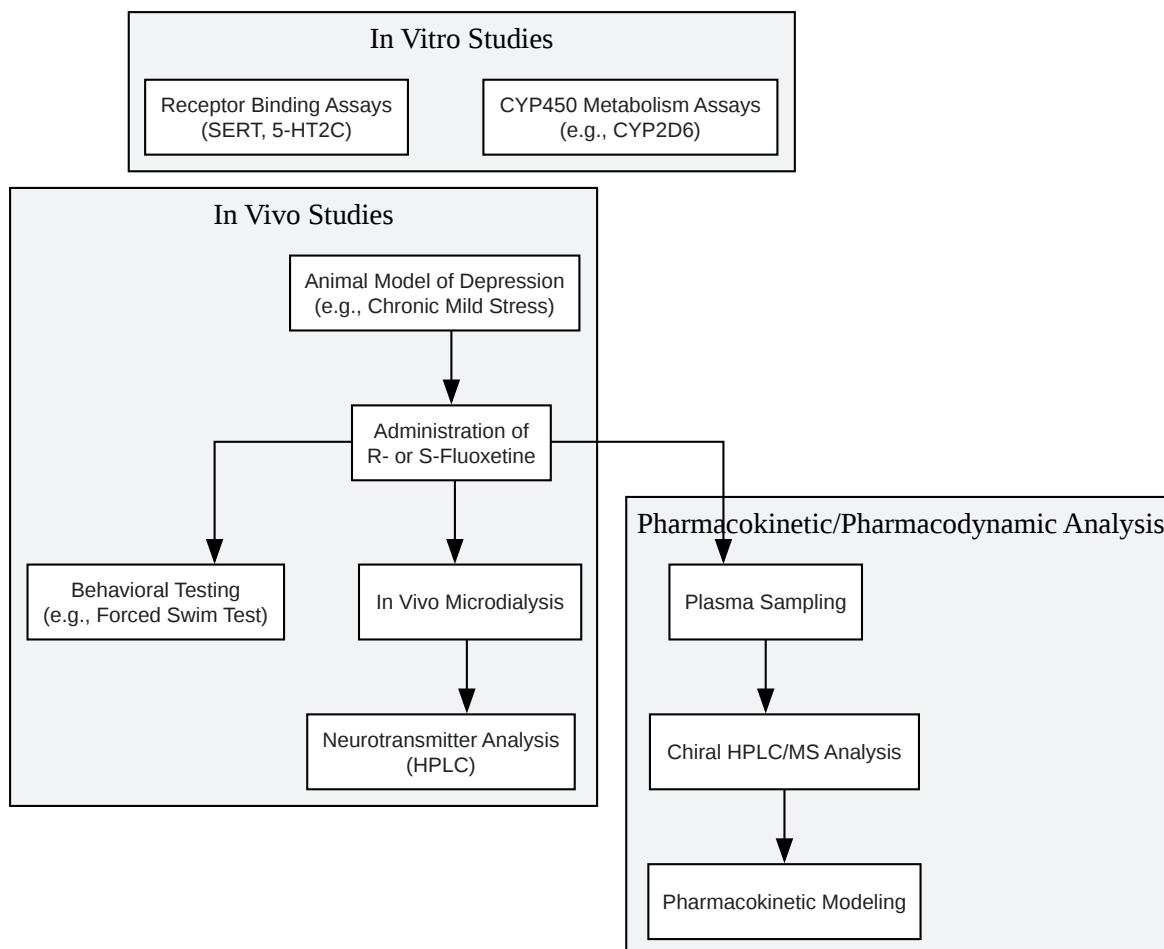 In Vitro Studies
Receptor Binding Assays
(SERT, 5-HT2C)
CYP450 Metabolism Assays
(e.g., CYP2D6)
In Vivo Studies
Animal Model of Depression
(e.g., Chronic Mild Stress)
Administration of
R- or S-Fluoxetine
Behavioral Testing
(e.g., Forced Swim Test)
In Vivo Microdialysis
Neurotransmitter Analysis
(HPLC)
Pharmacokinetic/Pharmacodynamic Analysis
Plasma Sampling
Chiral HPLC/MS Analysis
Pharmacokinetic Modeling